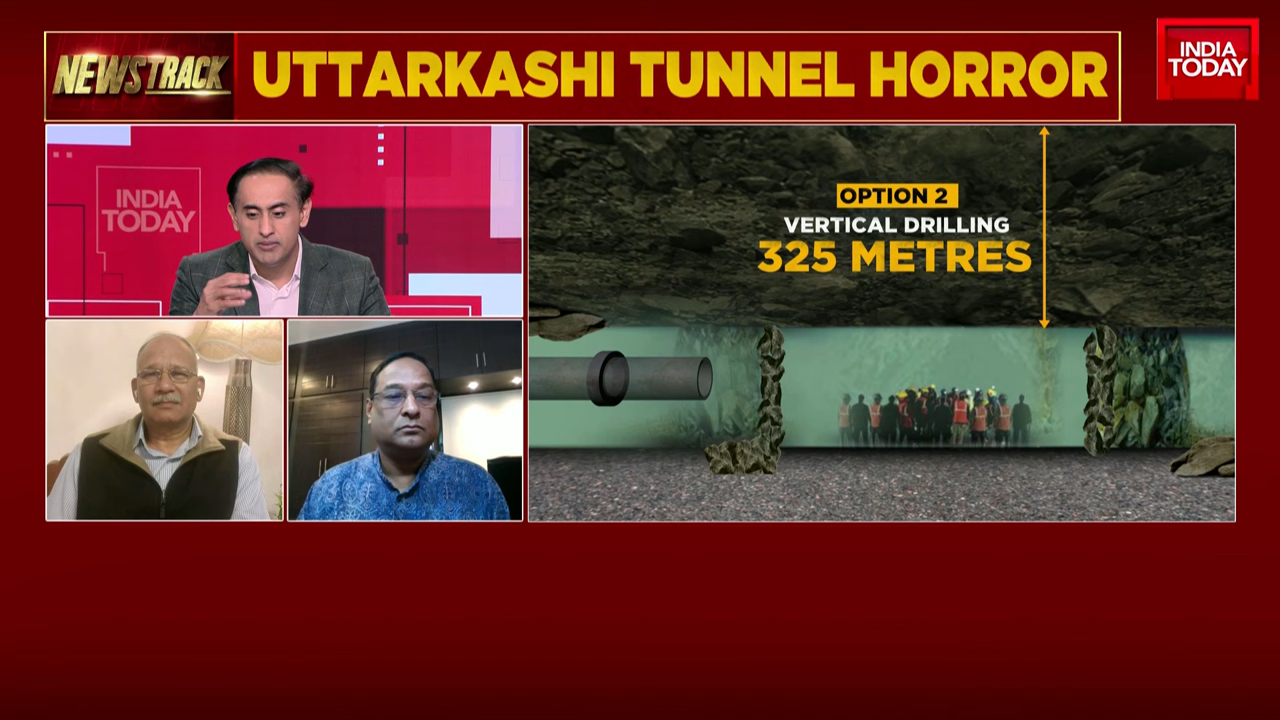 NEWSTRACK
UTTARKASHI TUNNEL HORROR
INDIA
TODAY
INDIA
TODAY
OPTION 2
VERTICAL DRILLING
325 METRES